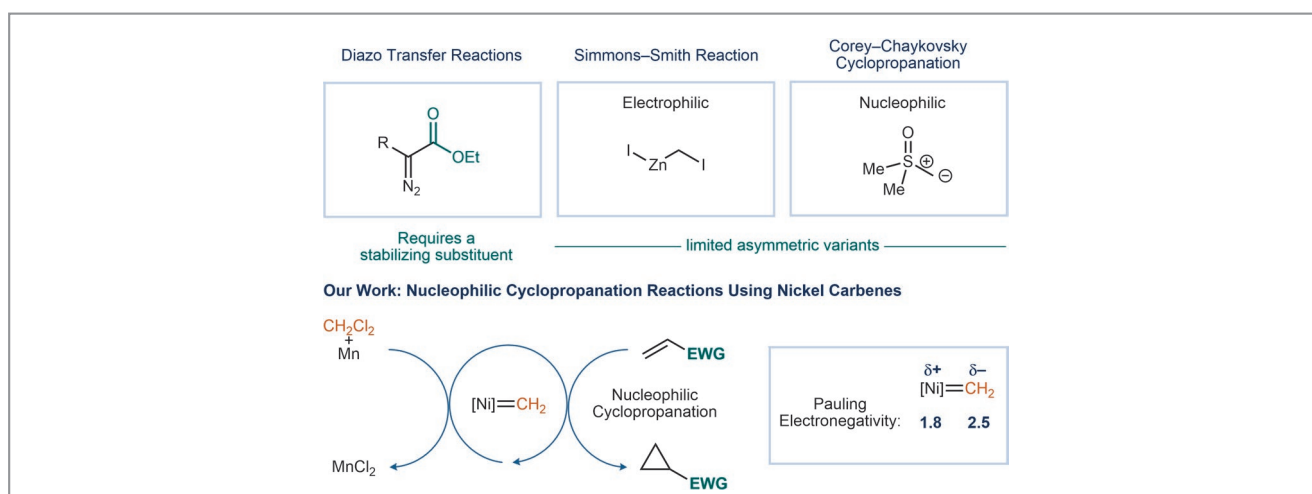 Diazo Transfer Reactions
R
O
OEt
N2
Requires a
stabilizing substituent
Simmons–Smith Reaction
Electrophilic
I
Zn
I
Corey–Chaykovsky
Cyclopropanation
Nucleophilic
O
Me
S
+
−
Me
limited asymmetric variants
Our Work: Nucleophilic Cyclopropanation Reactions Using Nickel Carbenes
CH2Cl2
+
Mn
MnCl2
[Ni]=CH2
EWG
Nucleophilic
Cyclopropanation
EWG
δ+ δ−
[Ni]=CH2
Pauling
Electronegativity: 1.8 2.5